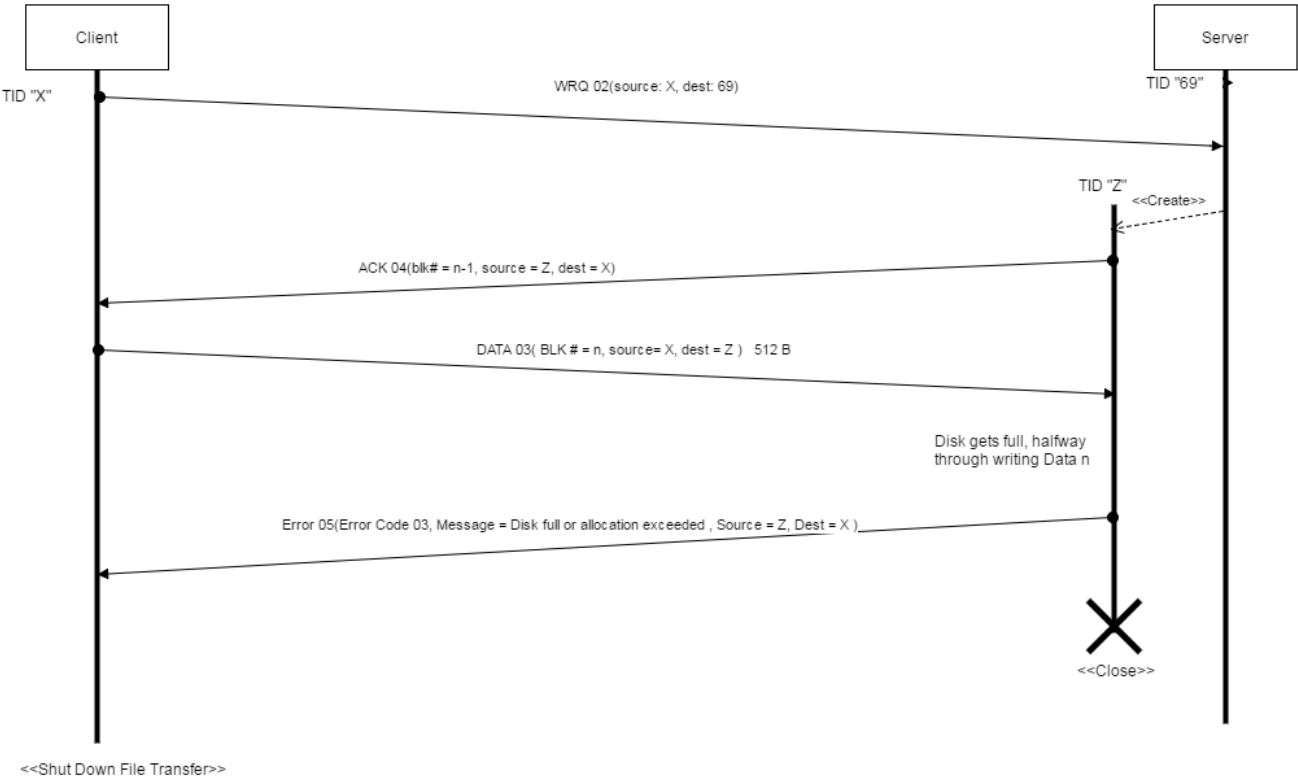 Client
Server
TID "X"
WRQ 02(source: X, dest: 69)
TID "69"
TID "Z"
<<Create>>
ACK 04(blk# = n-1, source = Z, dest = X)
DATA 03( BLK # = n, source= X, dest = Z )   512 B
Disk gets full, halfway
through writing Data n
Error 05(Error Code 03, Message = Disk full or allocation exceeded , Source = Z, Dest = X )
<<Close>>
<<Shut Down File Transfer>>